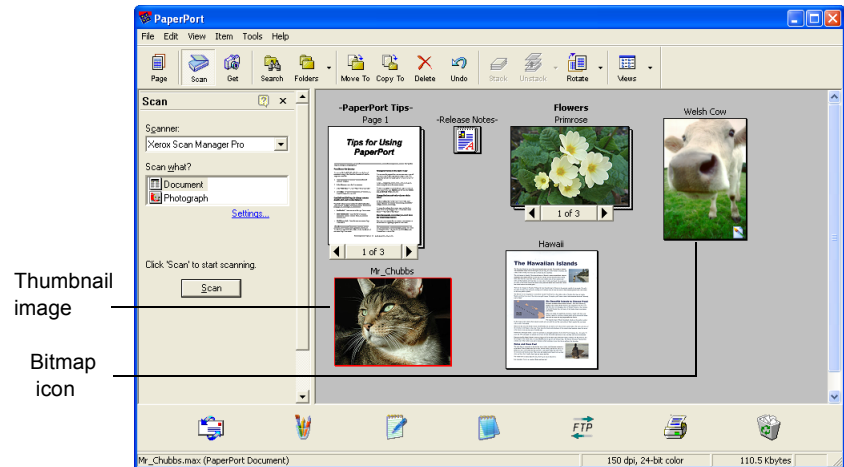 PaperPort
File Edit View Item Tools Help
Page Scan Get Search Folders Move To Copy To Delete Undo Stack Unstack Rotate Views
Scan
Scanner:
Xerox Scan Manager Pro
Scan what?
Document
Photograph
Settings...
Click 'Scan' to start scanning.
Scan
-PaperPort Tips-
Page 1
Tips for Using
PaperPort
1 of 3
-Release Notes-
Flowers
Primrose
1 of 3
Welsh Cow
Mr_Chubbs
Hawaii
The Hawaiian Islands
Thumbnail
image
Bitmap
icon
FTP
Mr_Chubbs.max (PaperPort Document)
150 dpi, 24-bit color
110.5 Kbytes